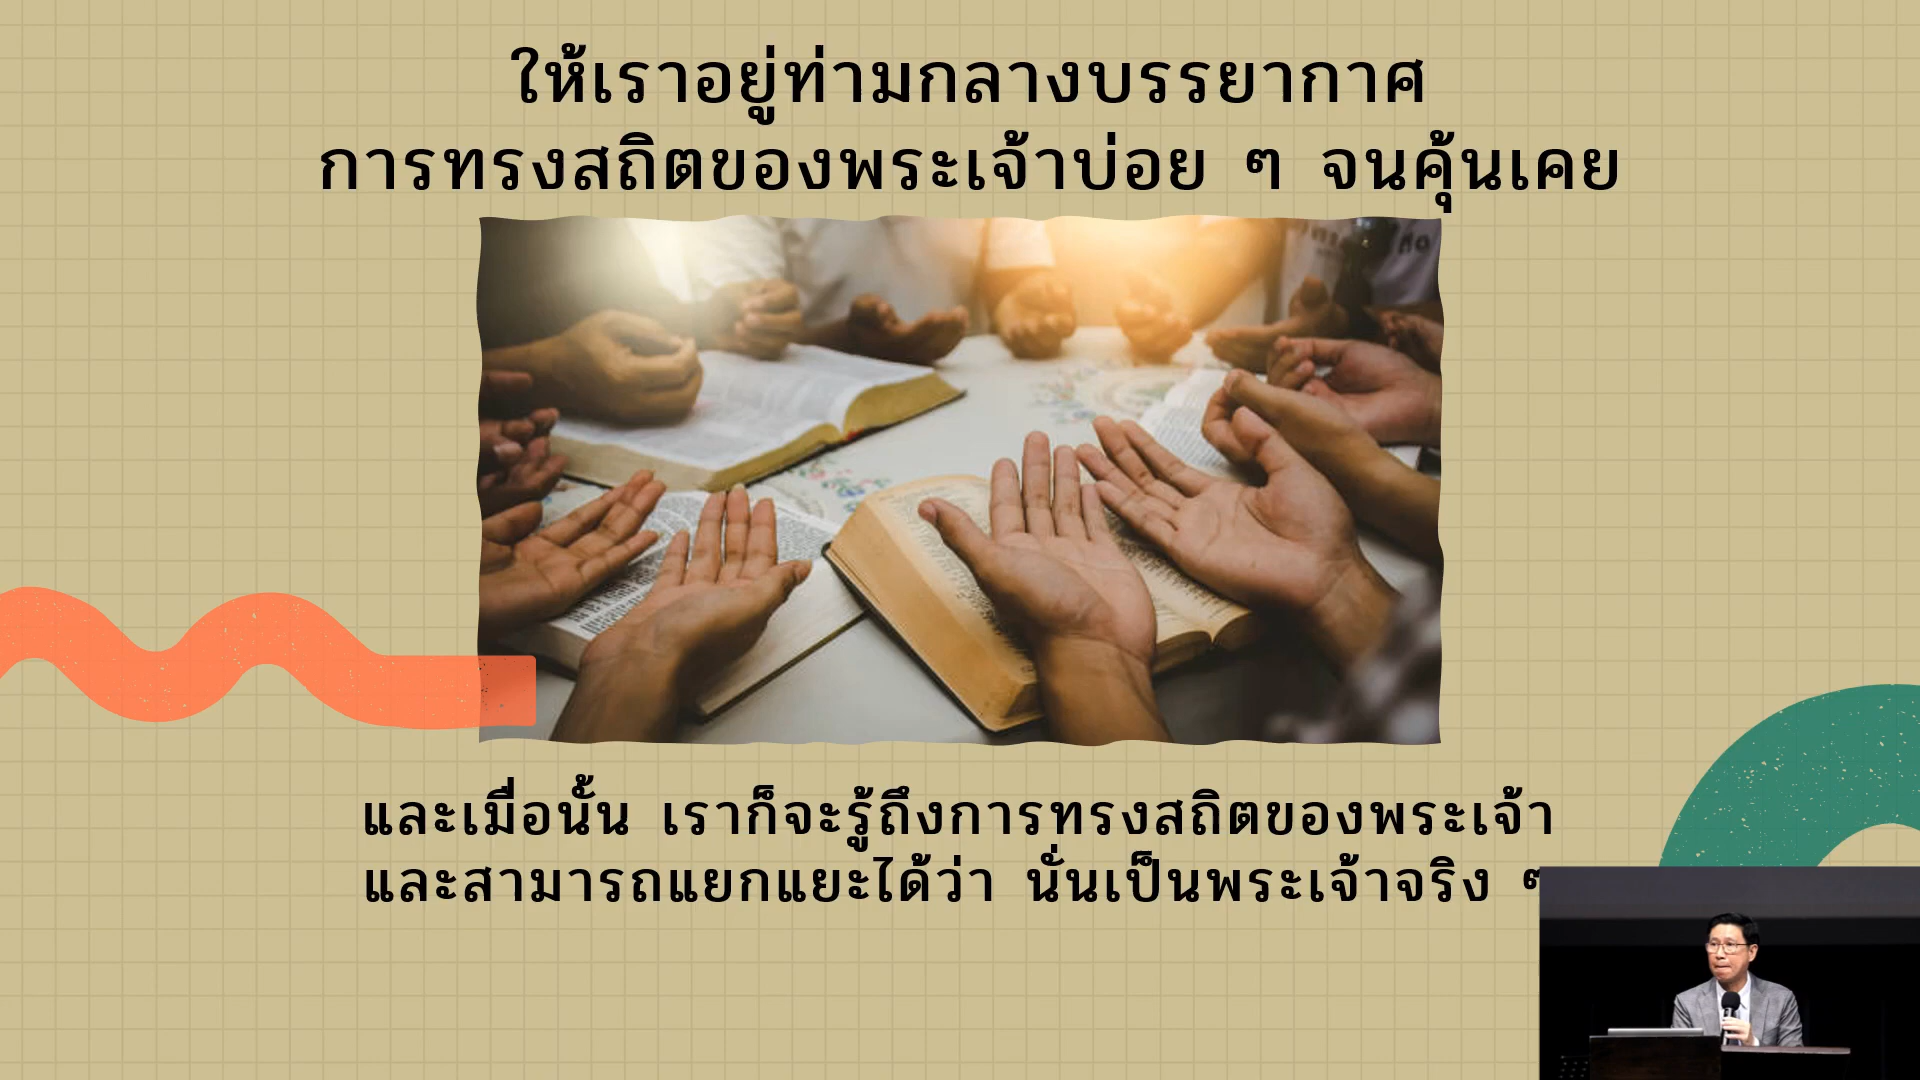 ให้เราอยู่ท่ามกลางบรรยากาศ
การทรงสถิตของพระเจ้าบ่อย ๆ จนคุ้นเคย
และเมื่อนั้น เราก็จะรู้ถึงการทรงสถิตของพระเจ้า
และสามารถแยกแยะได้ว่า นั่นเป็นพระเจ้าจริง ๆ